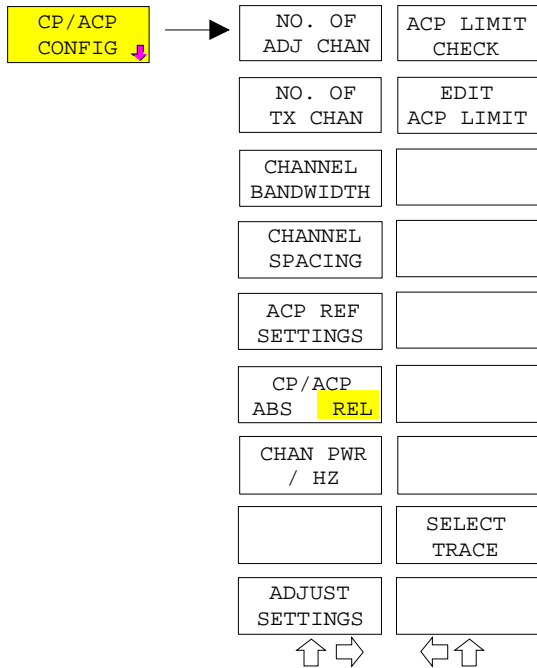 CP/ACP
CONFIG
NO. OF
ADJ CHAN
NO. OF
TX CHAN
CHANNEL
BANDWIDTH
CHANNEL
SPACING
ACP REF
SETTINGS
CP/ACP
ABS REL
CHAN PWR
/ HZ
ADJUST
SETTINGS
ACP LIMIT
CHECK
EDIT
ACP LIMIT
SELECT
TRACE